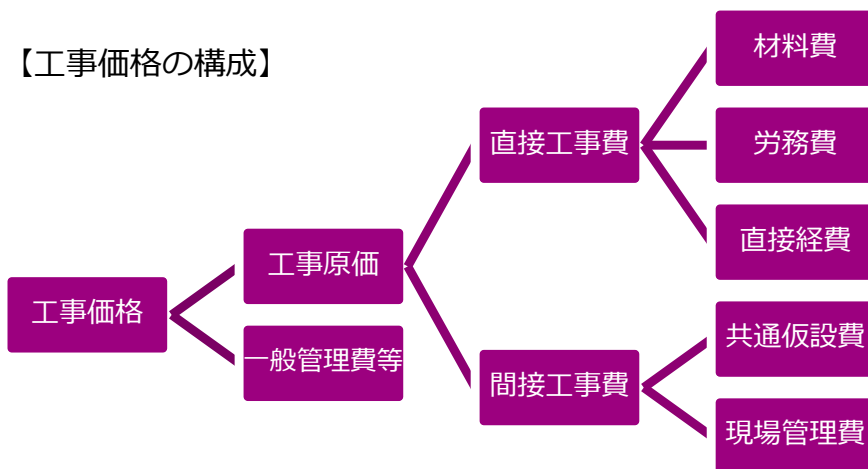 【工事価格の構成】
工事価格
工事原価
一般管理費等
直接工事費
間接工事費
材料費
労務費
直接経費
共通仮設費
現場管理費